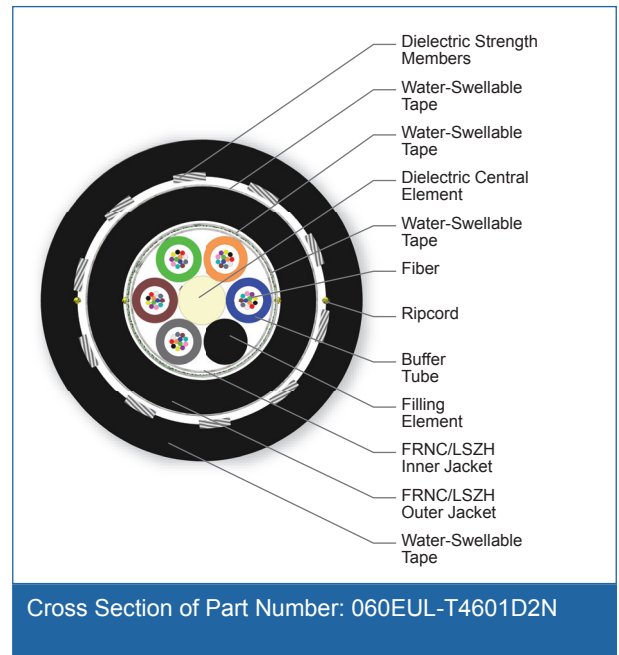 Dielectric Strength
Members
Water-Swellable
Tape
Water-Swellable
Tape
Dielectric Central
Element
Water-Swellable
Tape
Fiber
Ripcord
Buffer
Tube
Filling
Element
FRNC/LSZH
Inner Jacket
FRNC/LSZH
Outer Jacket
Water-Swellable
Tape
Cross Section of Part Number: 060EUL-T4601D2N